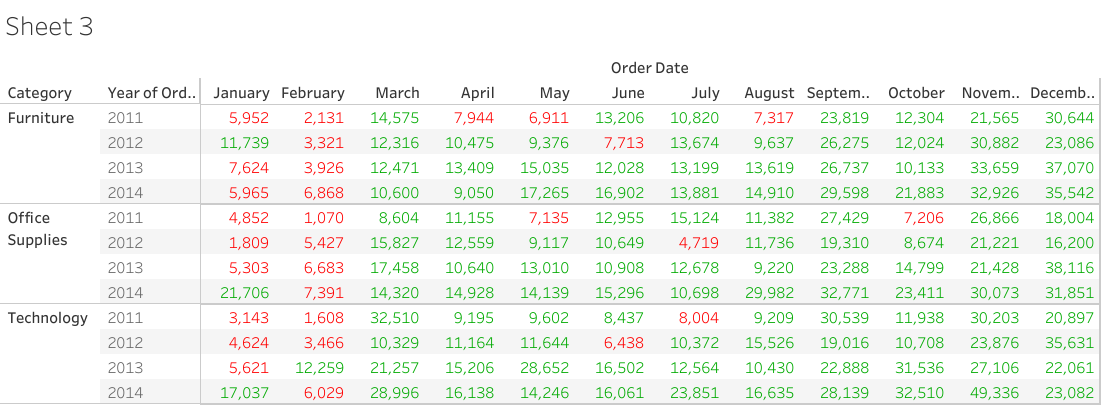 Sheet 3
Order Date
Category Year of Ord.. January February March April May June July August Septem.. October Novem.. Decemb..
Furniture 2011 5,952 2,131 14,575 7,944 6,911 13,206 10,820 7,317 23,819 12,304 21,565 30,644
2012 11,739 3,321 12,316 10,475 9,376 7,713 13,674 9,637 26,275 12,024 30,882 23,086
2013 7,624 3,926 12,471 13,409 15,035 12,028 13,199 13,619 26,737 10,133 33,659 37,070
2014 5,965 6,868 10,600 9,050 17,265 16,902 13,881 14,910 29,598 21,883 32,926 35,542
Office 2011 4,852 1,070 8,604 11,155 7,135 12,955 15,124 11,382 27,429 7,206 26,866 18,004
Supplies 2012 1,809 5,427 15,827 12,559 9,117 10,649 4,719 11,736 19,310 8,674 21,221 16,200
2013 5,303 6,683 17,458 10,640 13,010 10,908 12,678 9,220 23,288 14,799 21,428 38,116
2014 21,706 7,391 14,320 14,928 14,139 15,296 10,698 29,982 32,771 23,411 30,073 31,851
Technology 2011 3,143 1,608 32,510 9,195 9,602 8,437 8,004 9,209 30,539 11,938 30,203 20,897
2012 4,624 3,466 10,329 11,164 11,644 6,438 10,372 15,526 19,016 10,708 23,876 35,631
2013 5,621 12,259 21,257 15,206 28,652 16,502 12,564 10,430 22,888 31,536 27,106 22,061
2014 17,037 6,029 28,996 16,138 14,246 16,061 23,851 16,635 28,139 32,510 49,336 23,082